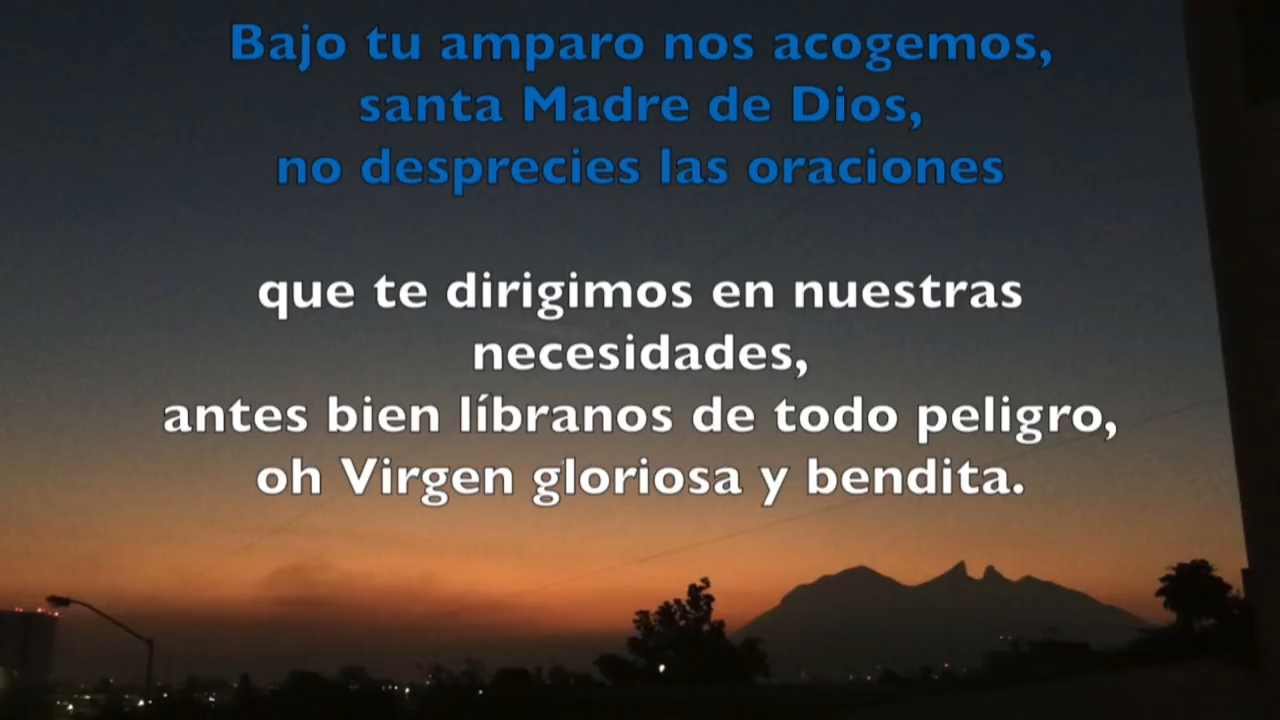 Bajo tu amparo nos acogemos,
santa Madre de Dios,
no desprecies las oraciones
que te dirigimos en nuestras
necesidades,
antes bien líbranos de todo peligro,
oh Virgen gloriosa y bendita.